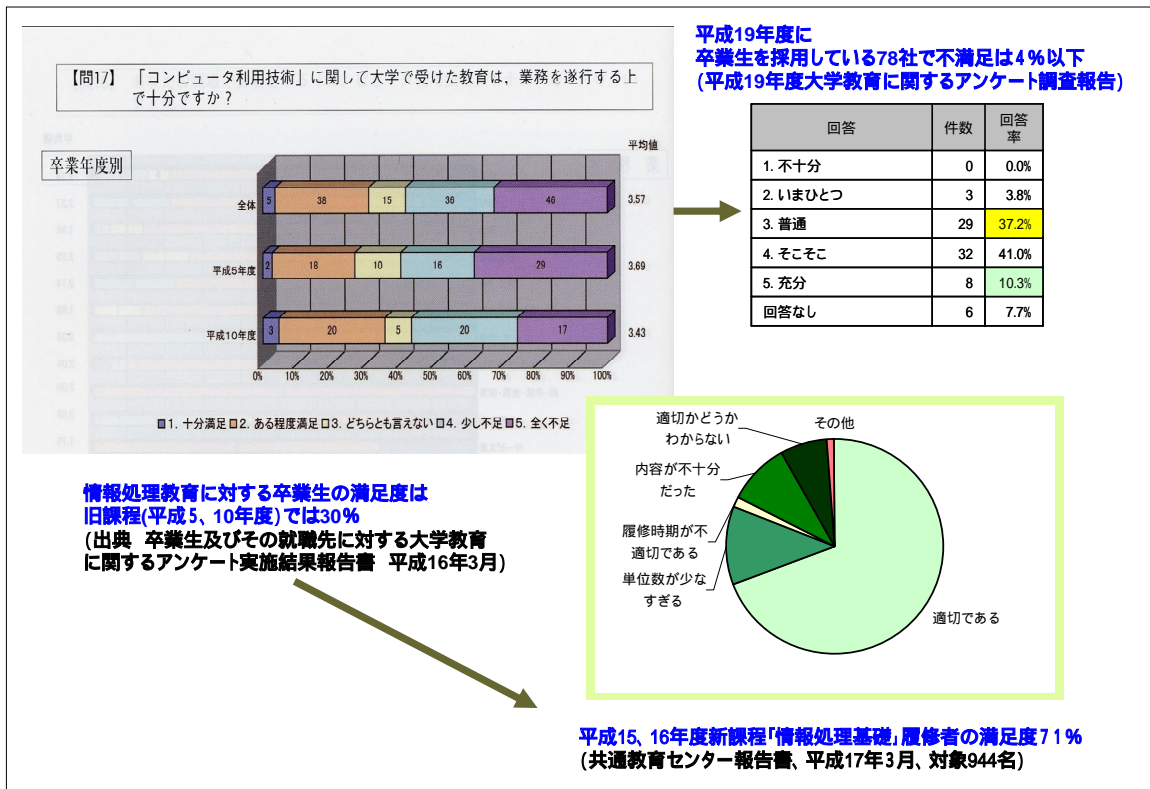 【問17】 「コンピュータ利用技術」に関して大学で受けた教育は，業務を遂行する上
で十分ですか？
卒業年度別
平均値
全体 5 38 15 36 46 3.57
平成5年度 2 18 10 16 29 3.69
平成10年度 3 20 5 20 17 3.43
0% 10% 20% 30% 40% 50% 60% 70% 80% 90% 100%
1. 十分満足 2. ある程度満足 3. どちらとも言えない 4. 少し不足 5. 全く不足
平成19年度に
卒業生を採用している78社で不満足は4％以下
(平成19年度大学教育に関するアンケート調査報告)
回答 件数 回答
率
1. 不十分 0 0.0%
2. いまひとつ 3 3.8%
3. 普通 29 37.2%
4. そこそこ 32 41.0%
5. 充分 8 10.3%
回答なし 6 7.7%
情報処理教育に対する卒業生の満足度は
旧課程(平成5、10年度)では30％
(出典 卒業生及びその就職先に対する大学教育
に関するアンケート実施結果報告書 平成16年3月)
適切かどうか
わからない
その他
内容が不十分
だった
履修時期が不
適切である
単位数が少な
すぎる
適切である
平成15、16年度新課程「情報処理基礎」履修者の満足度71％
(共通教育センター報告書、平成17年3月、対象944名)